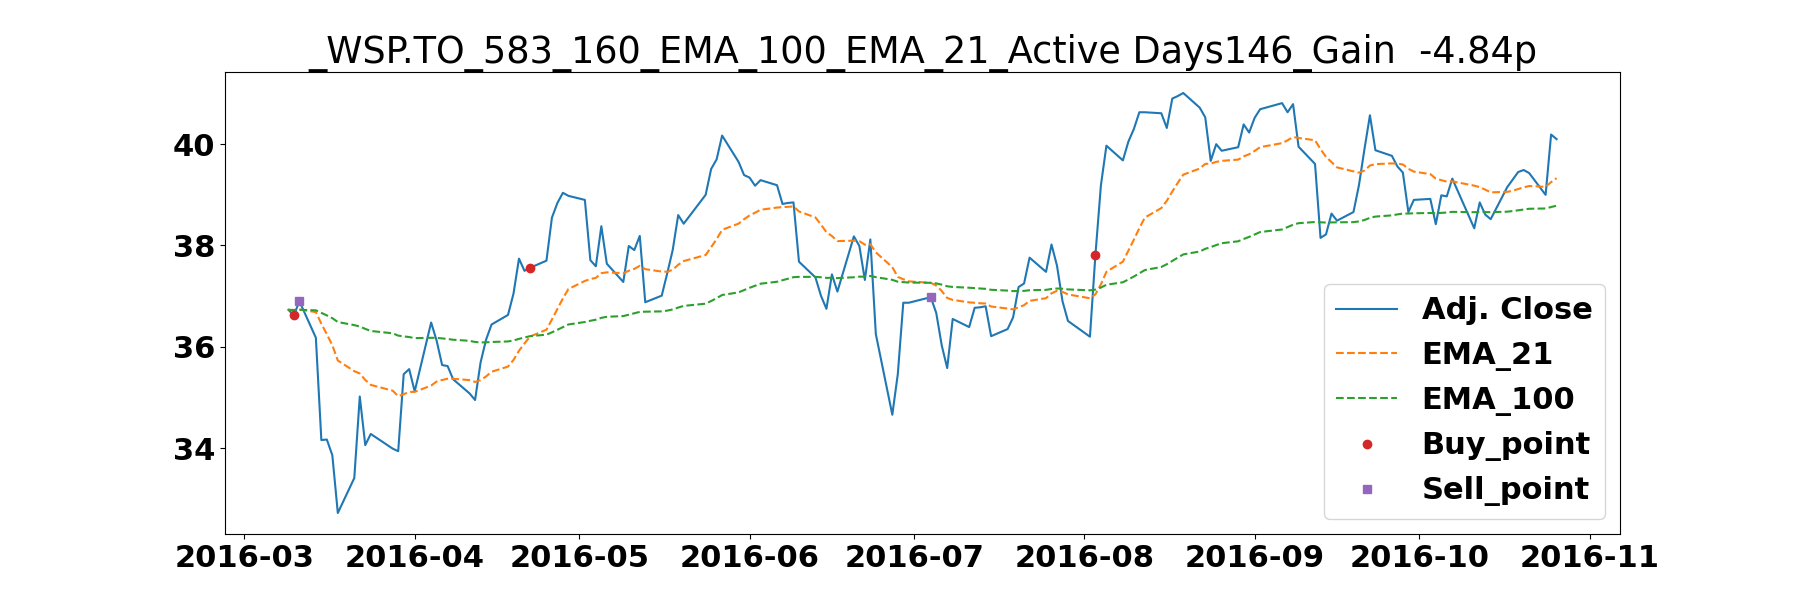 _WSP.TO_583_160_EMA_100_EMA_21_Active Days146_Gain  -4.84p
40
38
36
34
2016-03 2016-04 2016-05 2016-06 2016-07 2016-08 2016-09 2016-10 2016-11
Adj. Close
EMA_21
EMA_100
Buy_point
Sell_point